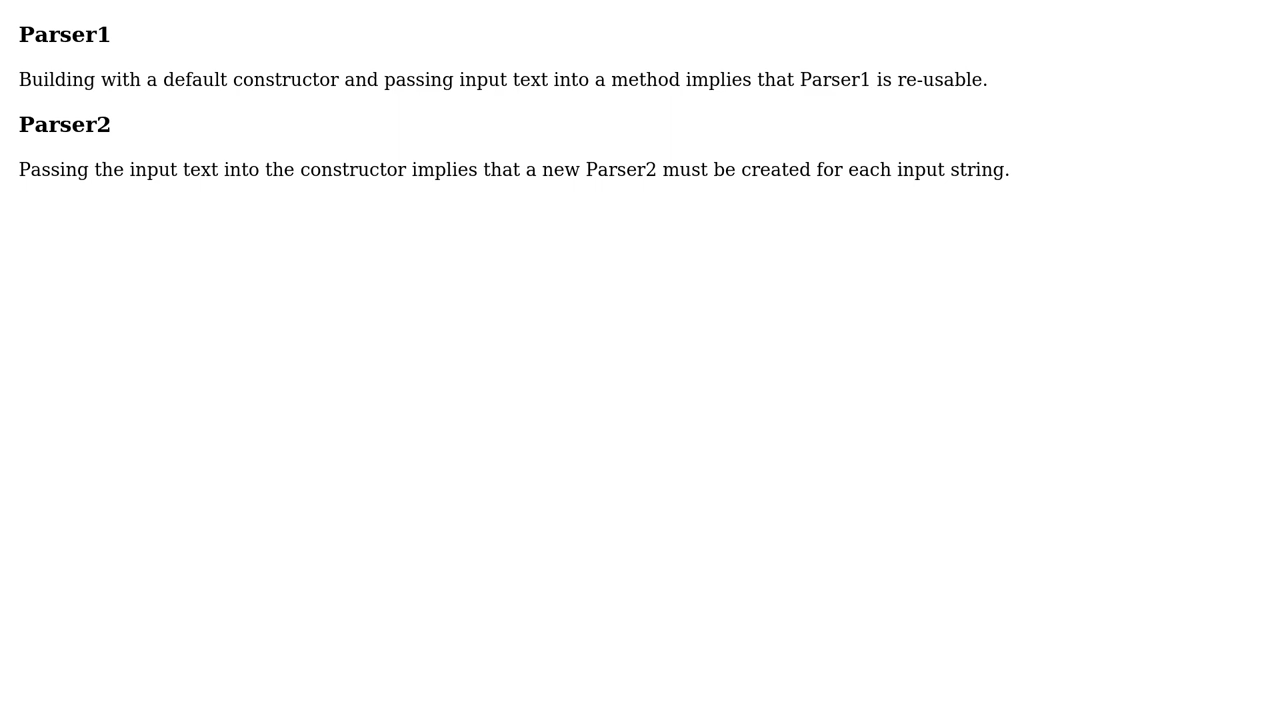 Parser1
Building with a default constructor and passing input text into a method implies that Parser1 is re-usable.
Parser2
Passing the input text into the constructor implies that a new Parser2 must be created for each input string.